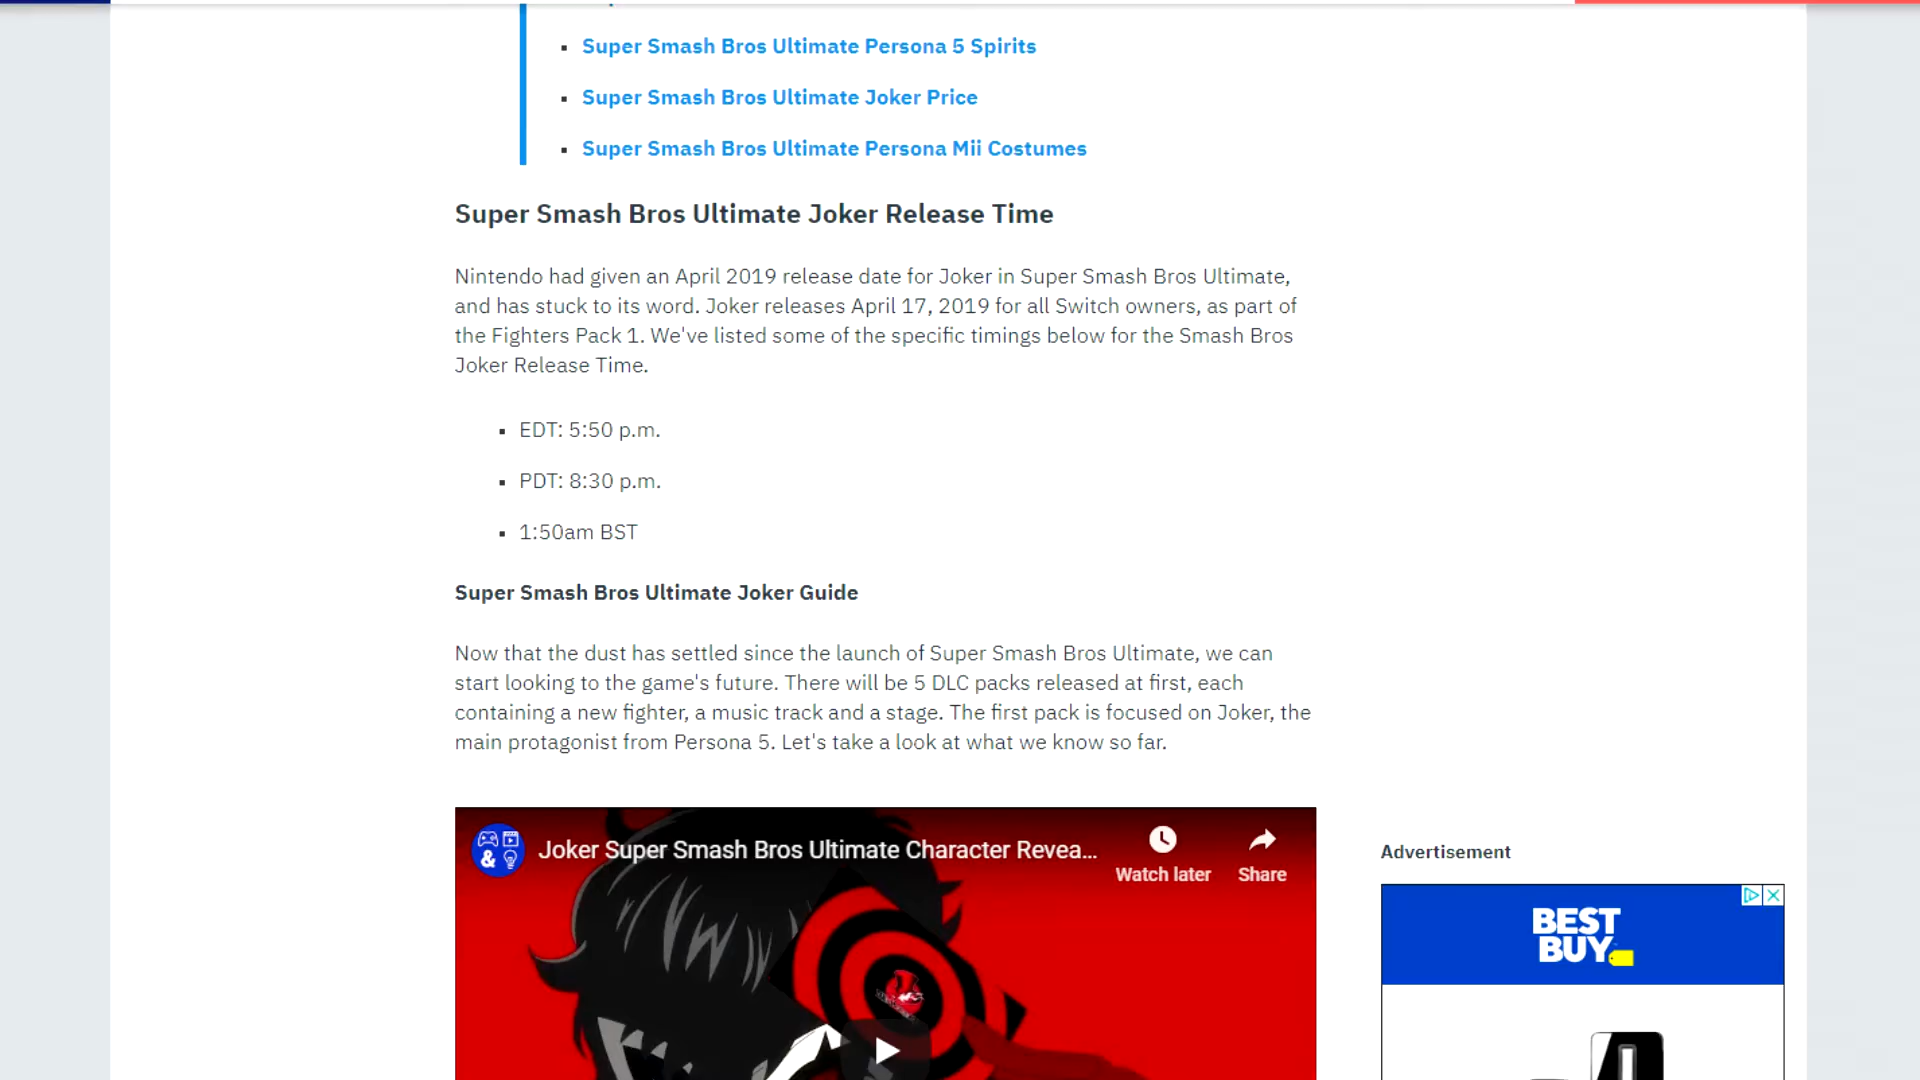 Super Smash Bros Ultimate Persona 5 Spirits
Super Smash Bros Ultimate Joker Price
Super Smash Bros Ultimate Persona Mii Costumes
Super Smash Bros Ultimate Joker Release Time
Nintendo had given an April 2019 release date for Joker in Super Smash Bros Ultimate,
and has stuck to its word. Joker releases April 17, 2019 for all Switch owners, as part of
the Fighters Pack 1. We've listed some of the specific timings below for the Smash Bros
Joker Release Time.
EDT: 5:50 p.m.
PDT: 8:30 p.m.
1:50am BST
Super Smash Bros Ultimate Joker Guide
Now that the dust has settled since the launch of Super Smash Bros Ultimate, we can
start looking to the game's future. There will be 5 DLC packs released at first, each
containing a new fighter, a music track and a stage. The first pack is focused on Joker, the
main protagonist from Persona 5. Let's take a look at what we know so far.
&
Joker Super Smash Bros Ultimate Character Revea...
Watch later
Share
Advertisement
BEST
BUY